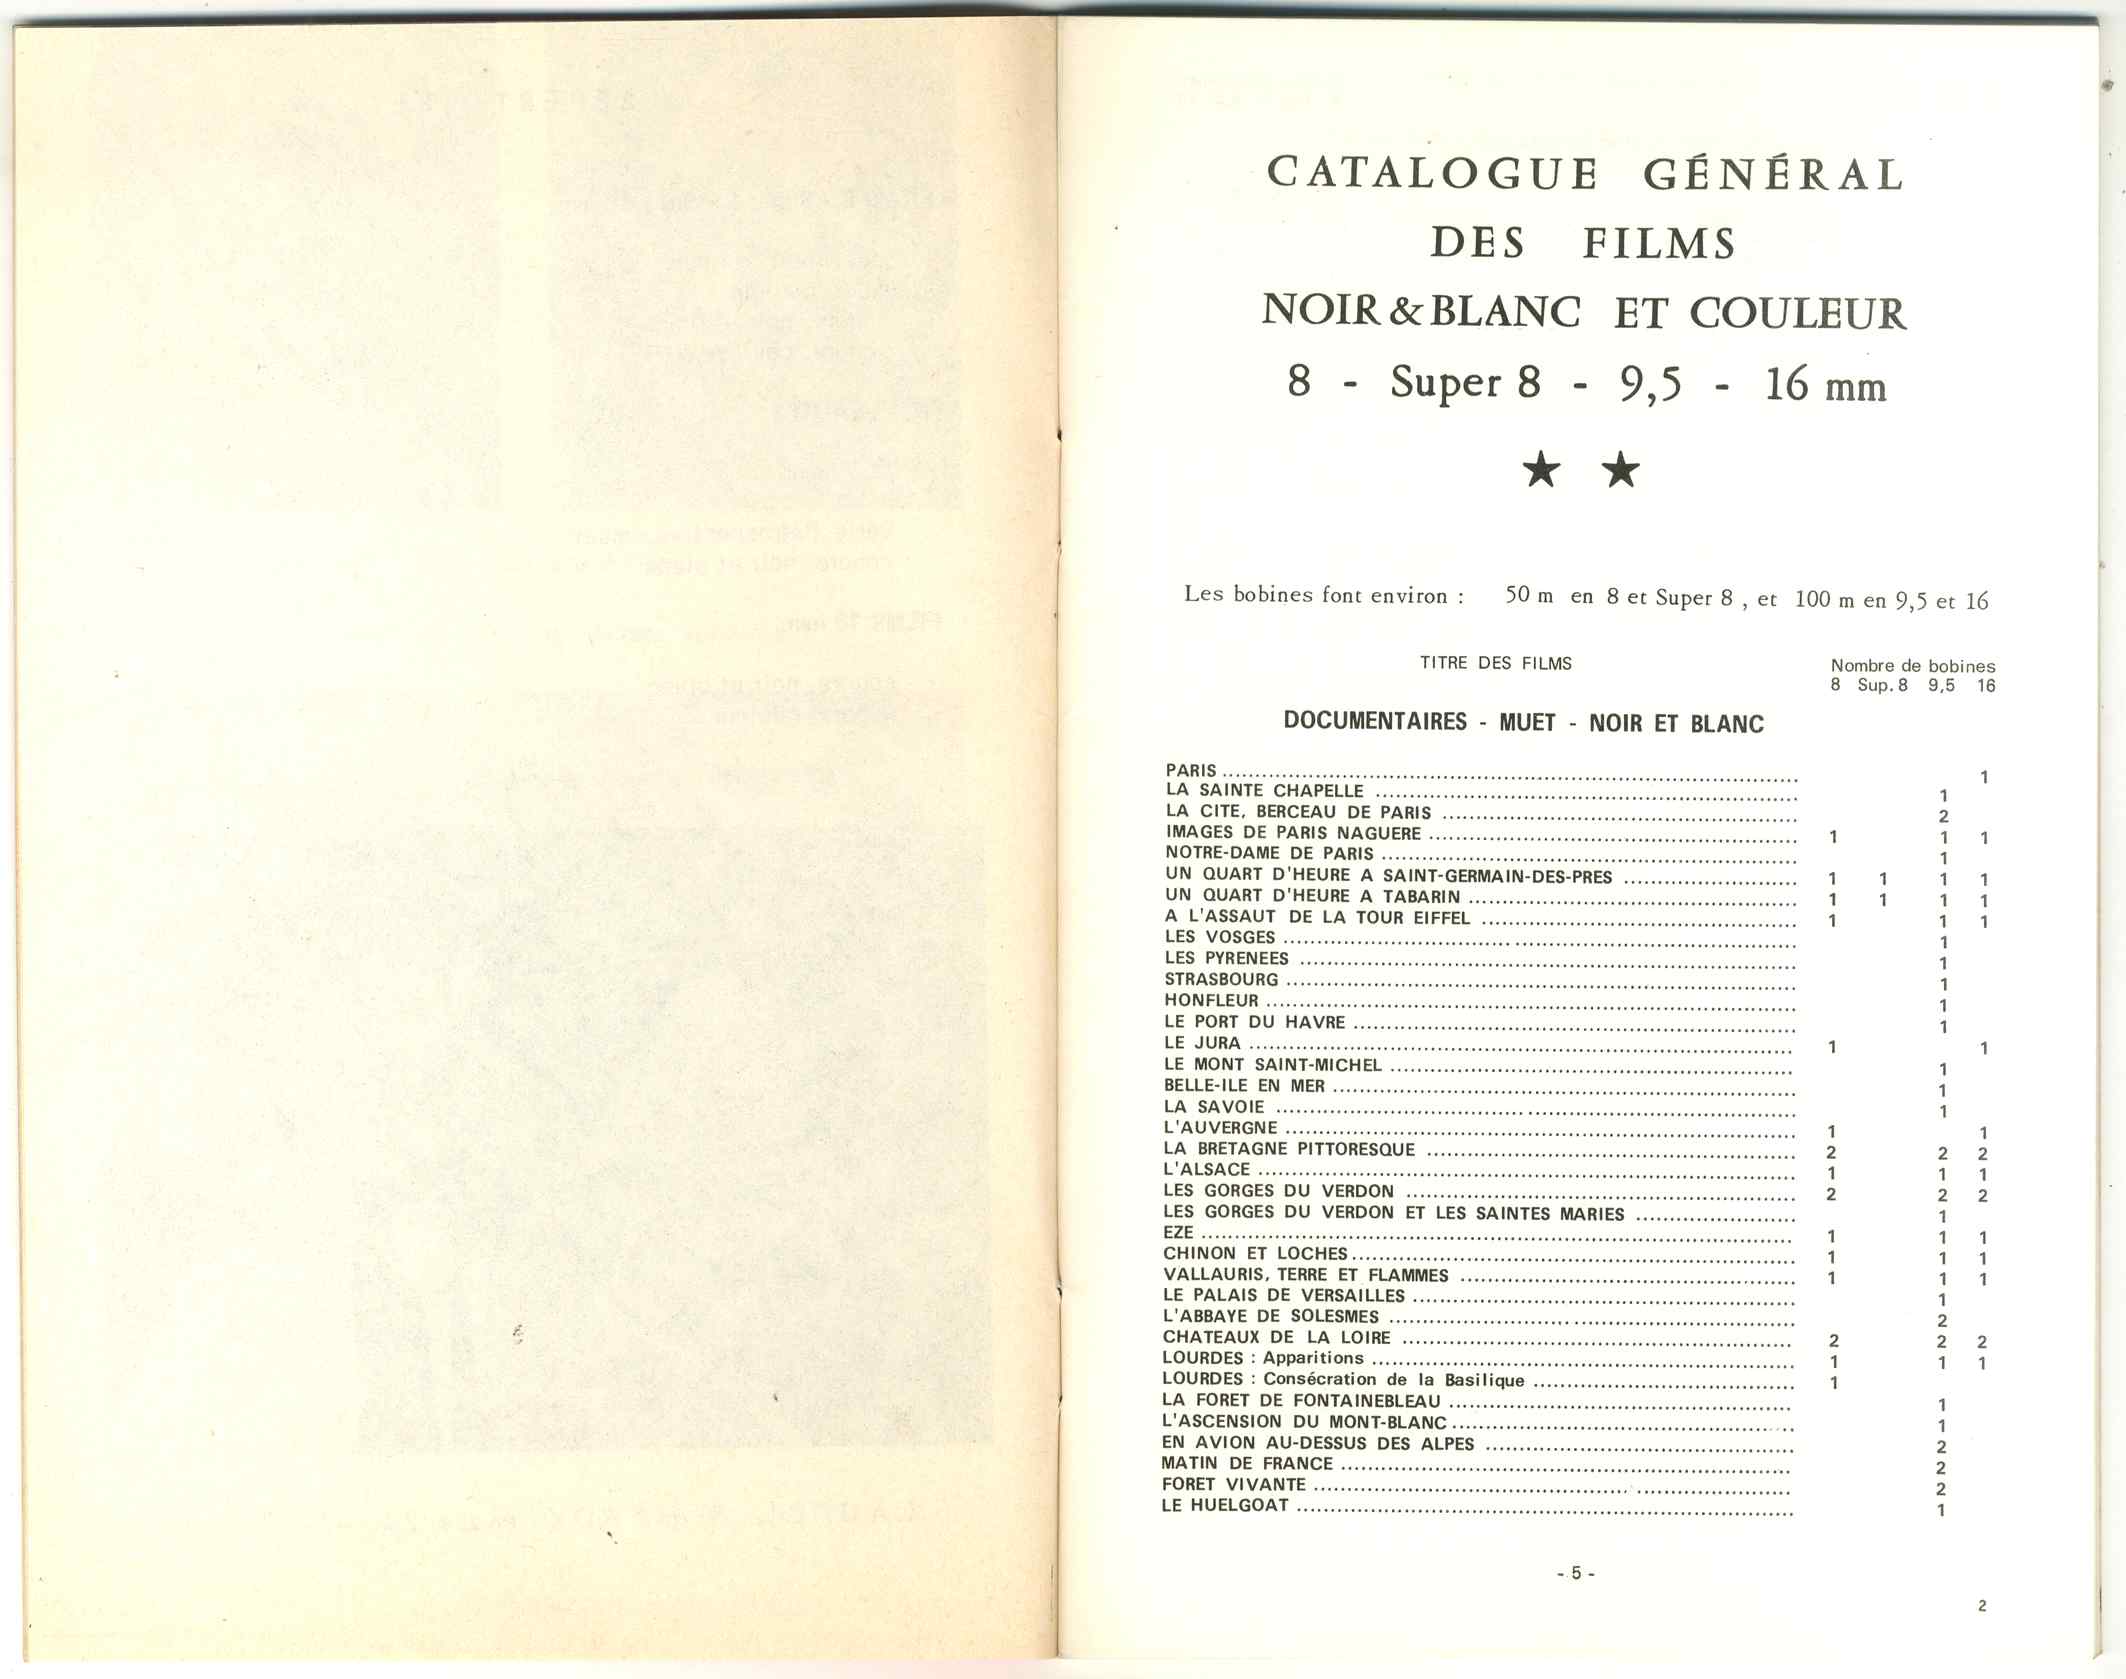 CATALOGUE GÉNÉRAL
DES FILMS
NOIR & BLANC ET COULEUR
8 - Super 8 - 9,5 - 16 mm
★ ★
Les bobines font environ : 50 m en 8 et Super 8 , et 100 m en 9,5 et 16
TITRE DES FILMS Nombre de bobines
8 Sup. 8 9,5 16
DOCUMENTAIRES - MUET - NOIR ET BLANC
PARIS ........ 1
LA SAINTE CHAPELLE ........ 1
LA CITE, BERCEAU DE PARIS ........ 2
IMAGES DE PARIS NAGUERE ........ 1 1 1
NOTRE-DAME DE PARIS ........ 1
UN QUART D'HEURE A SAINT-GERMAIN-DES-PRES ........ 1 1 1 1
UN QUART D'HEURE A TABARIN ........ 1 1 1 1
A L'ASSAUT DE LA TOUR EIFFEL ........ 1 1 1
LES VOSGES ........ 1
LES PYRENEES ........ 1
STRASBOURG ........ 1
HONFLEUR ........ 1
LE PORT DU HAVRE ........ 1
LE JURA ........ 1 1
LE MONT SAINT-MICHEL ........ 1
BELLE-ILE EN MER ........ 1
LA SAVOIE ........ 1
L'AUVERGNE ........ 1 1
LA BRETAGNE PITTORESQUE ........ 2 2 2
L'ALSACE ........ 1 1 1
LES GORGES DU VERDON ........ 2 2 2
LES GORGES DU VERDON ET LES SAINTES MARIES ........ 1
EZE ........ 1 1 1
CHINON ET LOCHES ........ 1 1 1
VALLAURIS, TERRE ET FLAMMES ........ 1 1 1
LE PALAIS DE VERSAILLES ........ 1
L'ABBAYE DE SOLESMES ........ 2
CHATEAUX DE LA LOIRE ........ 2 2 2
LOURDES : Apparitions ........ 1 1 1
LOURDES : Consécration de la Basilique ........ 1
LA FORET DE FONTAINEBLEAU ........ 1
L'ASCENSION DU MONT-BLANC ........ 1
EN AVION AU-DESSUS DES ALPES ........ 2
MATIN DE FRANCE ........ 2
FORET VIVANTE ........ 2
LE HUELGOAT ........ 1
- 5 -
2